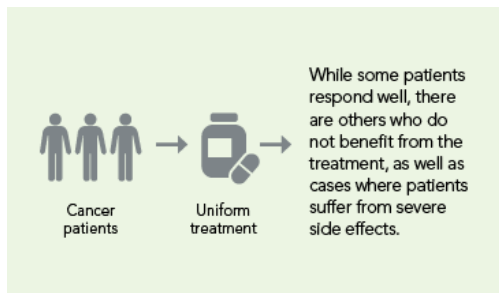 Cancer
patients
Uniform
treatment
While some patients
respond well, there
are others who do
not benefit from the
treatment, as well as
cases where patients
suffer from severe
side effects.